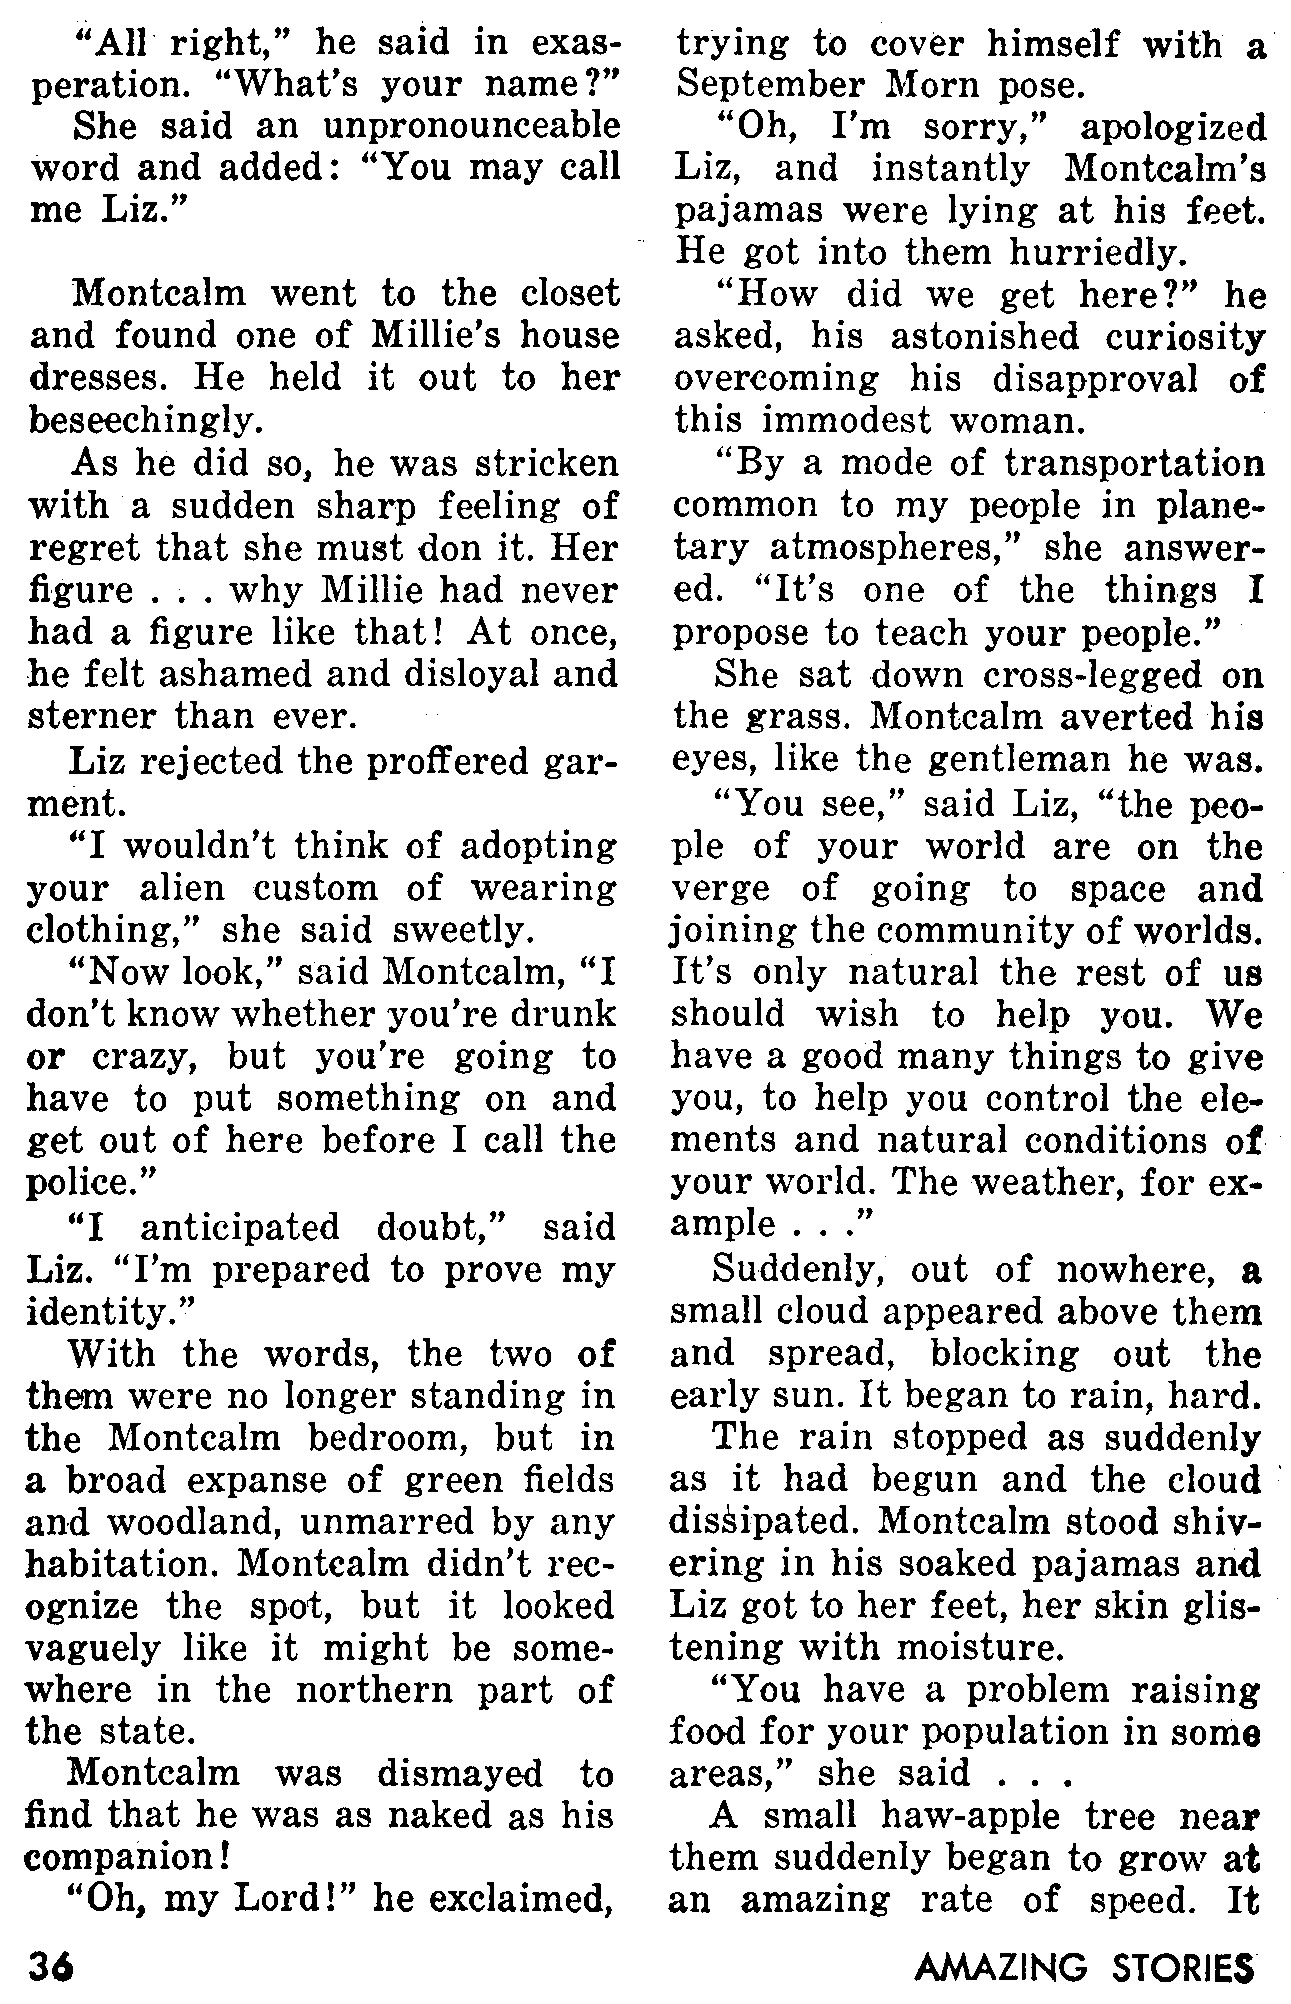 “All right,” he said in exas-
peration. “What’s your name?”
She said an unpronounceable
word and added: “You may call
me Liz.”
Montcalm went to the closet
and found one of Millie’s house
dresses. He held it out to her
beseechingly.
As he did so, he was stricken
with a sudden sharp feeling of
regret that she must don it. Her
figure . . . why Millie had never
had a figure like that! At once,
he felt ashamed and disloyal and
sterner than ever.
Liz rejected the proffered gar-
ment.
“I wouldn’t think of adopting
your alien custom of wearing
clothing,” she said sweetly.
“Now look,” said Montcalm, “I
don’t know whether you’re drunk
or crazy, but you’re going to
have to put something on and
get out of here before I call the
police.”
“I anticipated doubt,” said
Liz. “I’m prepared to prove my
identity.”
With the words, the two of
them were no longer standing in
the Montcalm bedroom, but in
a broad expanse of green fields
and woodland, unmarred by any
habitation. Montcalm didn’t rec-
ognize the spot, but it looked
vaguely like it might be some-
where in the northern part of
the state.
Montcalm was dismayed to
find that he was as naked as his
companion!
“Oh, my Lord!” he exclaimed,
trying to cover himself with a
September Morn pose.
“Oh, I’m sorry,” apologized
Liz, and instantly Montcalm’s
pajamas were lying at his feet.
He got into them hurriedly.
“How did we get here?” he
asked, his astonished curiosity
overcoming his disapproval of
this immodest woman.
“By a mode of transportation
common to my people in plane-
tary atmospheres,” she answer-
ed. “It’s one of the things I
propose to teach your people.”
She sat down cross-legged on
the grass. Montcalm averted his
eyes, like the gentleman he was.
“You see,” said Liz, “the peo-
ple of your world are on the
verge of going to space and
joining the community of worlds.
It’s only natural the rest of us
should wish to help you. We
have a good many things to give
you, to help you control the ele-
ments and natural conditions of
your world. The weather, for ex-
ample . . .”
Suddenly, out of nowhere, a
small cloud appeared above them
and spread, blocking out the
early sun. It began to rain, hard.
The rain stopped as suddenly
as it had begun and the cloud
dissipated. Montcalm stood shiv-
ering in his soaked pajamas and
Liz got to her feet, her skin glis-
tening with moisture.
“You have a problem raising
food for your population in some
areas,” she said . . .
A small haw-apple tree near
them suddenly began to grow at
an amazing rate of speed. It
36 AMAZING STORIES